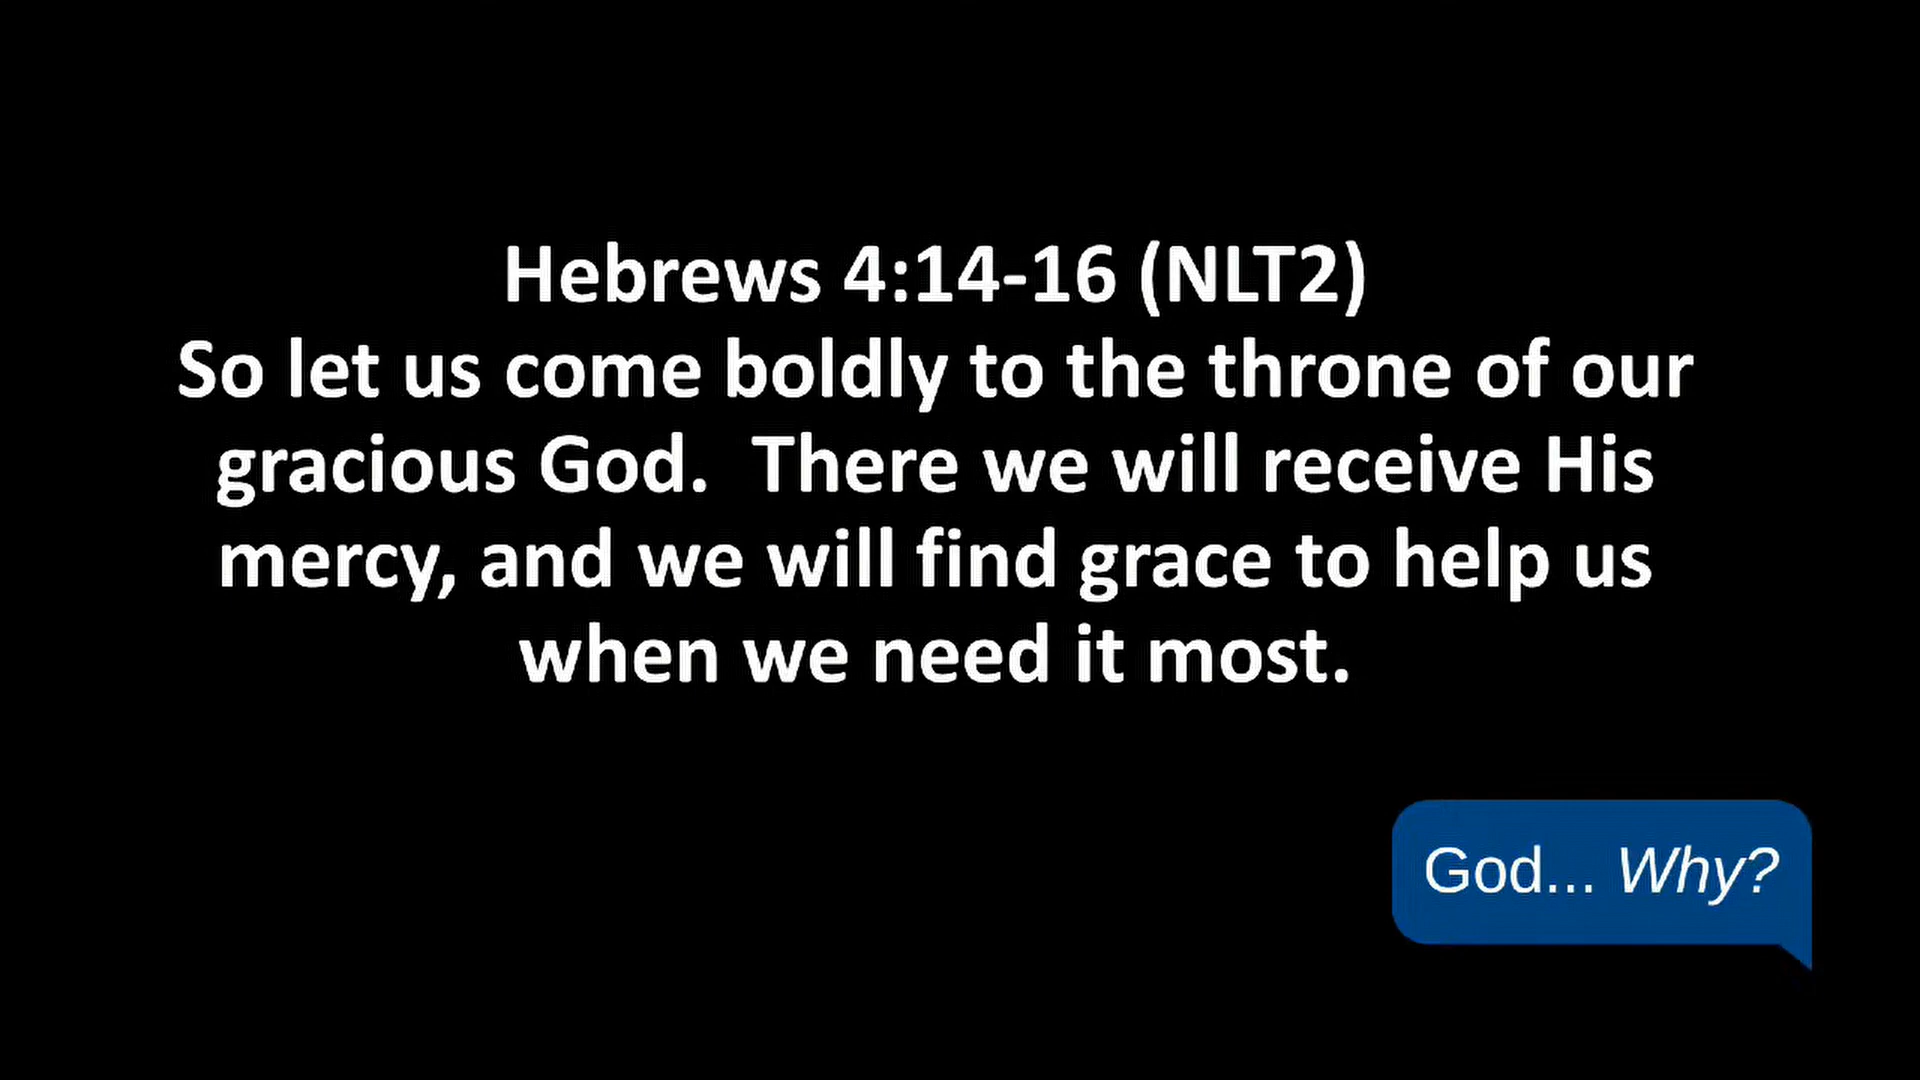 Hebrews 4:14-16 (NLT2)
So let us come boldly to the throne of our
gracious God.  There we will receive His
mercy, and we will find grace to help us
when we need it most.
God... Why?